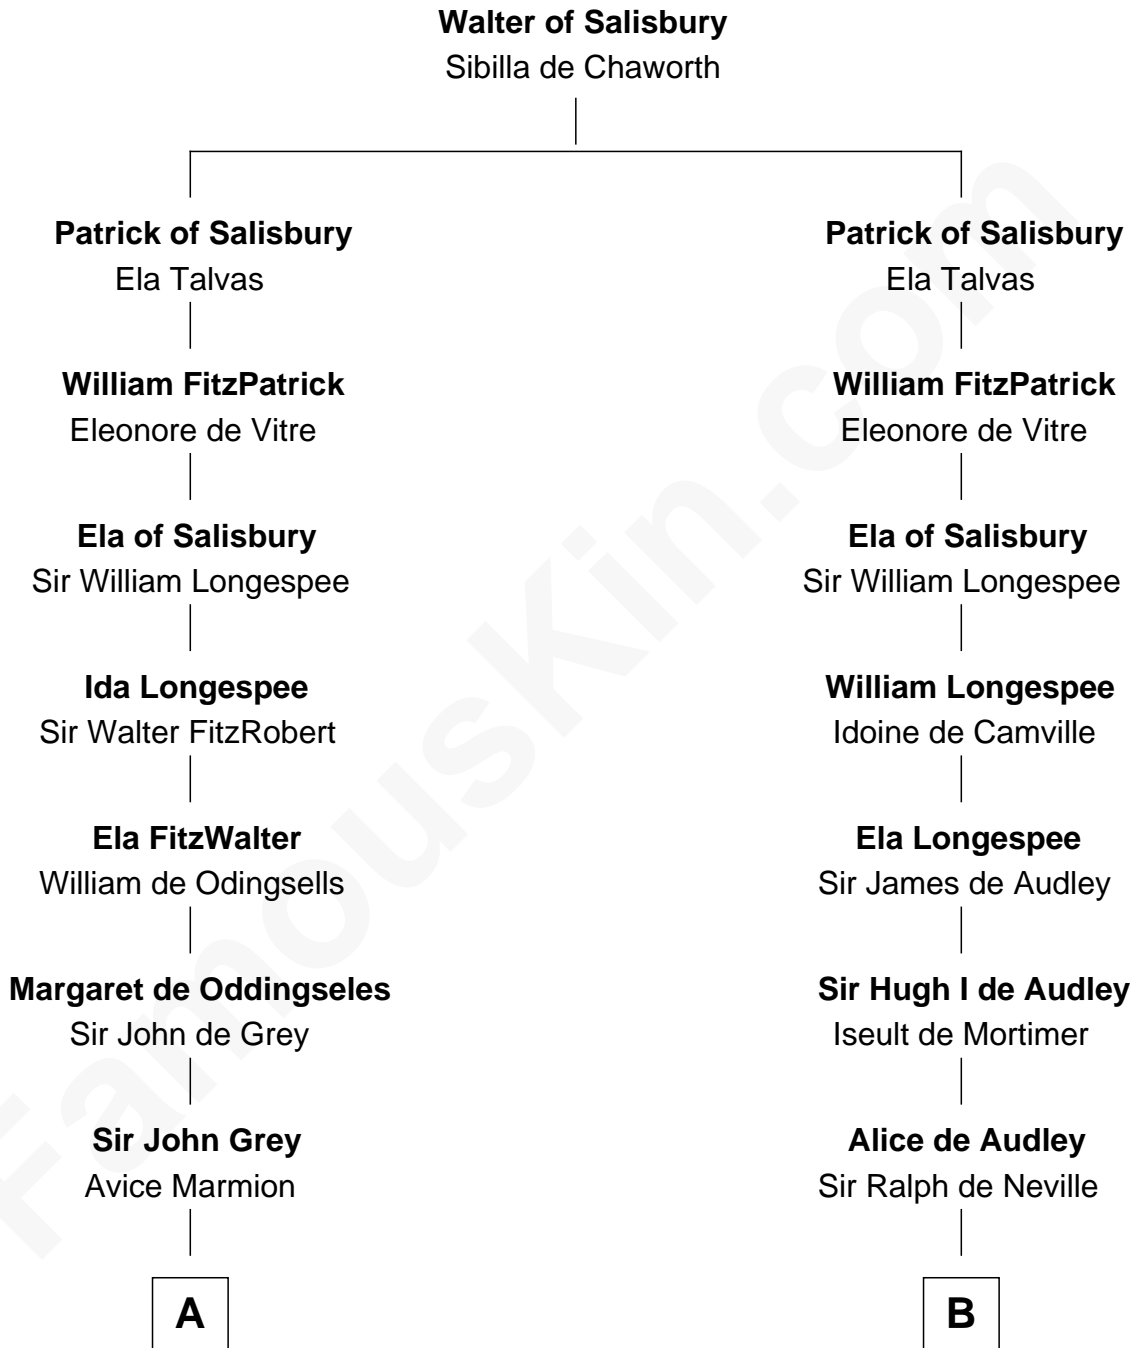 Walter of Salisbury
Sibilla de Chaworth
Patrick of Salisbury
Ela Talvas
William FitzPatrick
Eleonore de Vitre
Ela of Salisbury
Sir William Longespee
Ida Longespee
Sir Walter FitzRobert
Ela FitzWalter
William de Odingsells
Margaret de Oddingseles
Sir John de Grey
Sir John Grey
Avice Marmion
A
Patrick of Salisbury
Ela Talvas
William FitzPatrick
Eleonore de Vitre
Ela of Salisbury
Sir William Longespee
William Longespee
Idoine de Camville
Ela Longespee
Sir James de Audley
Sir Hugh I de Audley
Iseult de Mortimer
Alice de Audley
Sir Ralph de Neville
B
FamousKin.com